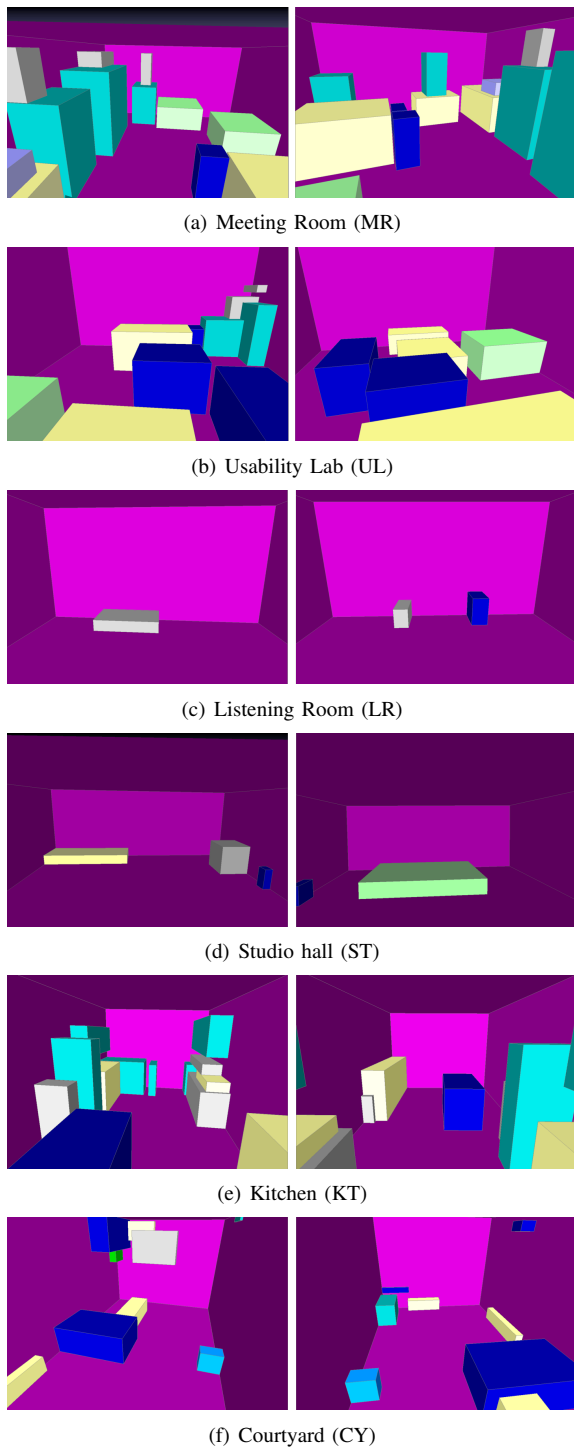 (a) Meeting Room (MR)
(b) Usability Lab (UL)
(c) Listening Room (LR)
(d) Studio hall (ST)
(e) Kitchen (KT)
(f) Courtyard (CY)